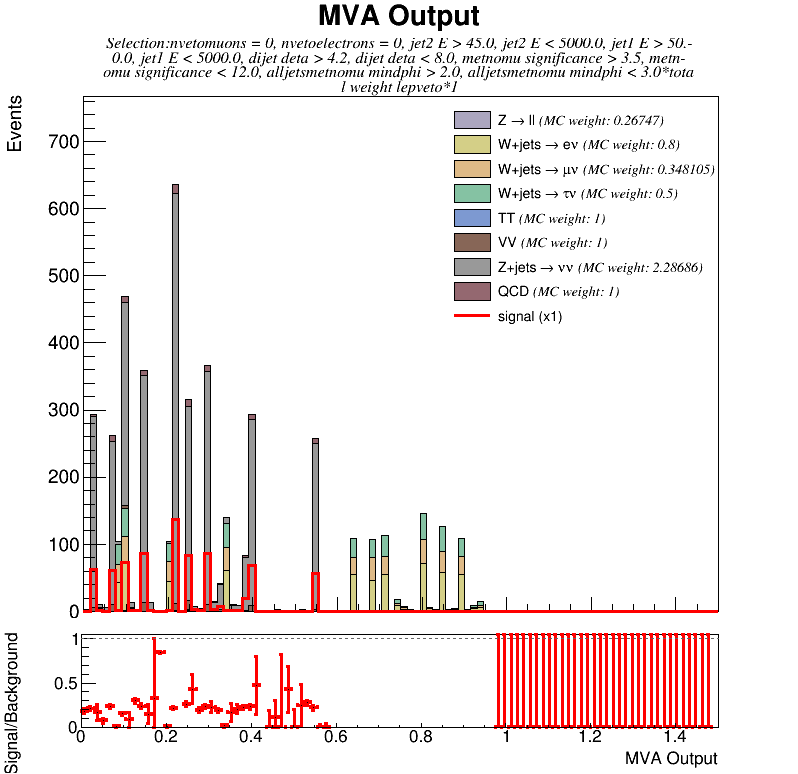 MVA Output
Selection:nvetomuons = 0, nvetoelectrons = 0, jet2 E > 45.0, jet2 E < 5000.0, jet1 E > 50.-
0.0, jet1 E < 5000.0, dijet deta > 4.2, dijet deta < 8.0, metnomu significance > 3.5, metn-
omu significance < 12.0, alljetsmetnomu mindphi > 2.0, alljetsmetnomu mindphi < 3.0*tota
l weight lepveto*1
Events
700
600
500
400
300
200
100
0
Z → ll (MC weight: 0.26747)
W+jets → eν (MC weight: 0.8)
W+jets → μν (MC weight: 0.348105)
W+jets → τν (MC weight: 0.5)
TT (MC weight: 1)
VV (MC weight: 1)
Z+jets → νν (MC weight: 2.28686)
QCD (MC weight: 1)
signal (x1)
Signal/Background
1
0.5
0
0 0.2 0.4 0.6 0.8 1 1.2 1.4
MVA Output